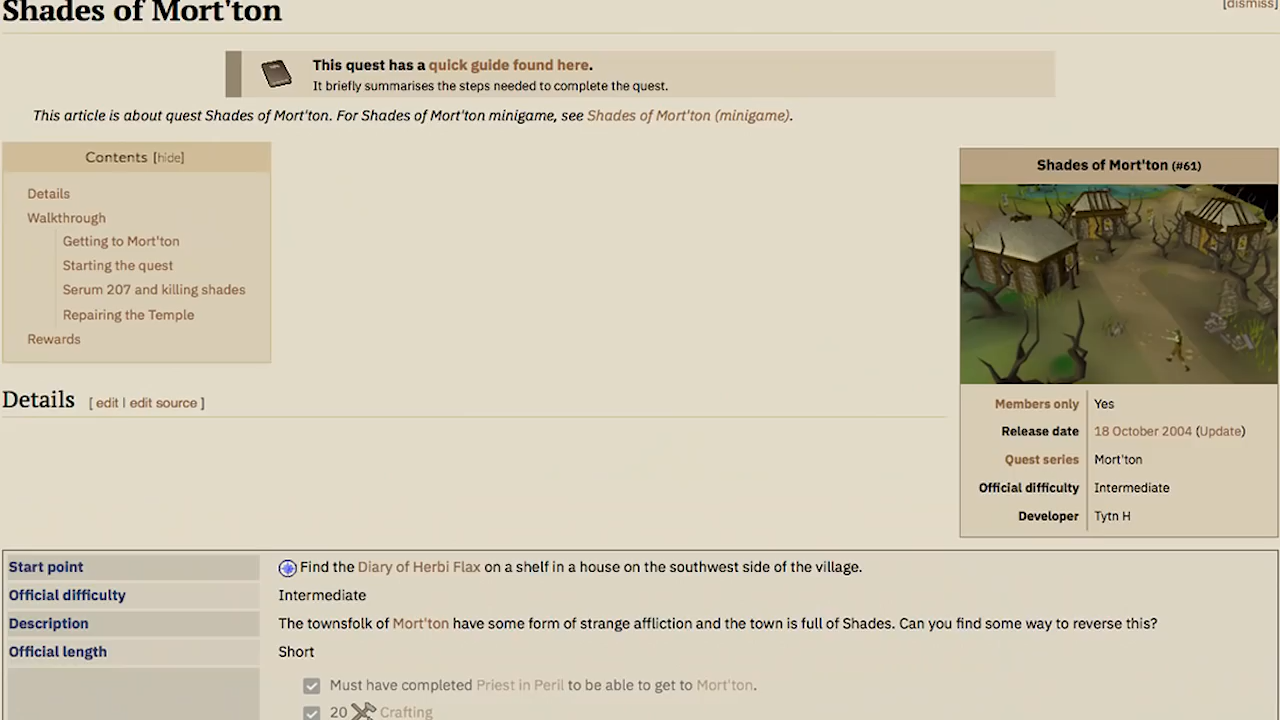 Shades of Mort'ton
[dismiss]
This quest has a quick guide found here.
It briefly summarises the steps needed to complete the quest.
This article is about quest Shades of Mort'ton. For Shades of Mort'ton minigame, see Shades of Mort'ton (minigame).
Contents [hide]
Details
Walkthrough
Getting to Mort'ton
Starting the quest
Serum 207 and killing shades
Repairing the Temple
Rewards
Shades of Mort'ton (#61)
Members only Yes
Release date 18 October 2004 (Update)
Quest series Mort'ton
Official difficulty Intermediate
Developer Tytn H
Details [ edit | edit source ]
Start point Find the Diary of Herbi Flax on a shelf in a house on the southwest side of the village.
Official difficulty Intermediate
Description The townsfolk of Mort'ton have some form of strange affliction and the town is full of Shades. Can you find some way to reverse this?
Official length Short
Must have completed Priest in Peril to be able to get to Mort'ton.
20 Crafting